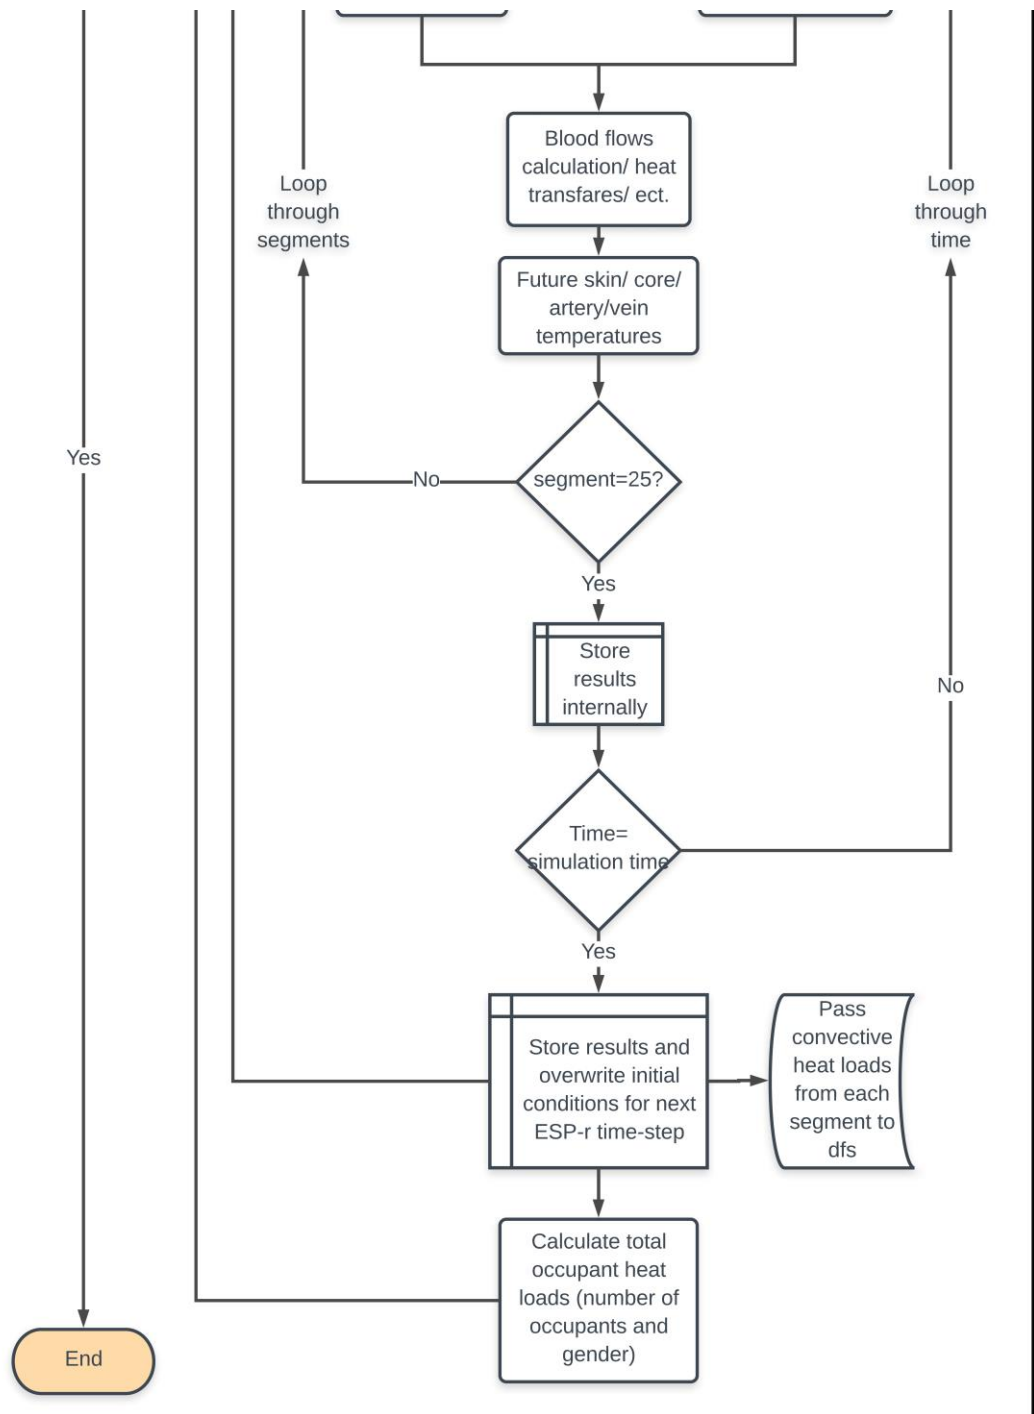 Blood flows
calculation/ heat
transfares/ ect.
Loop
through
segments
Loop
through
time
Future skin/ core/
artery/vein
temperatures
Yes
No
segment=25?
Yes
Store
results
internally
No
Time=
simulation time
Yes
Store results and
overwrite initial
conditions for next
ESP-r time-step
Pass
convective
heat loads
from each
segment to
dfs
Calculate total
occupant heat
loads (number of
occupants and
gender)
End